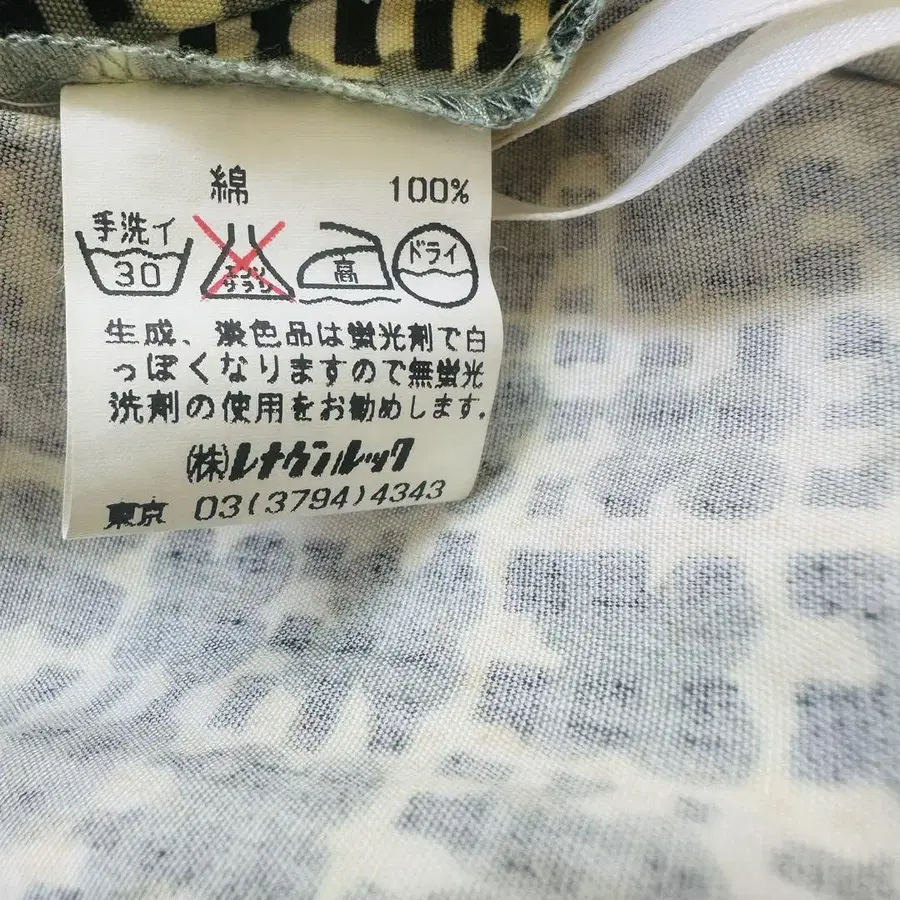 綿 100%
手洗イ
30
エンソ
サラシ
高
ドライ
生成、淡色品は蛍光剤で白
っぽくなりますので無蛍光
洗剤の使用をお勧めします。
(株)レナウンルック
東京 03(3794)4343